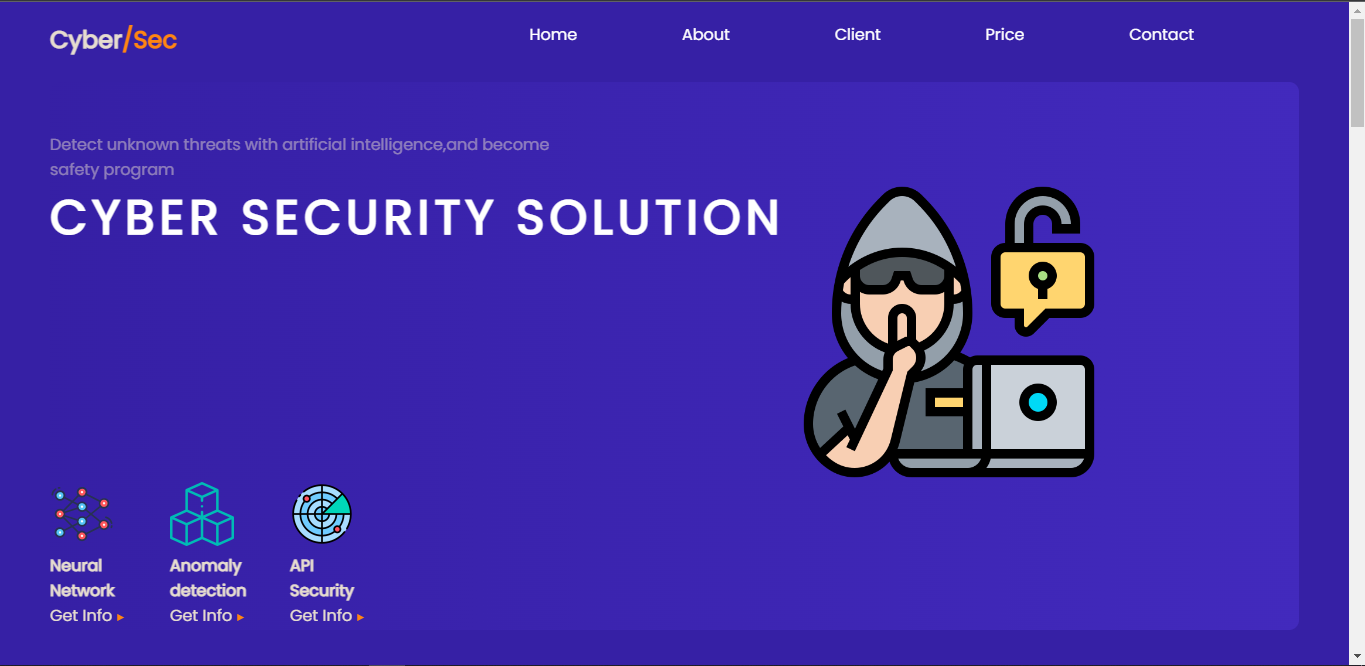 Cyber/Sec
Home About Client Price Contact
Detect unknown threats with artificial intelligence,and become
safety program
CYBER SECURITY SOLUTION
Neural
Network
Get Info ▸
Anomaly
detection
Get Info ▸
API
Security
Get Info ▸